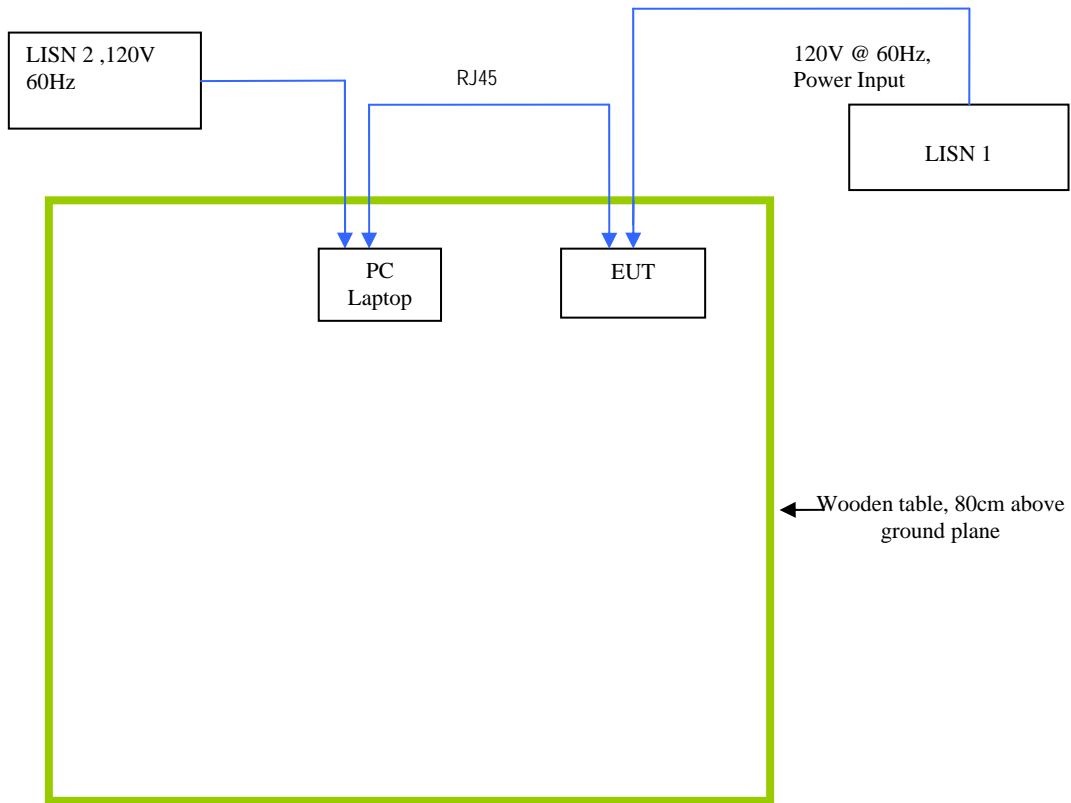 LISN 2 ,120V
60Hz
RJ45
120V @ 60Hz,
Power Input
LISN 1
PC
Laptop
EUT
Wooden table, 80cm above
ground plane